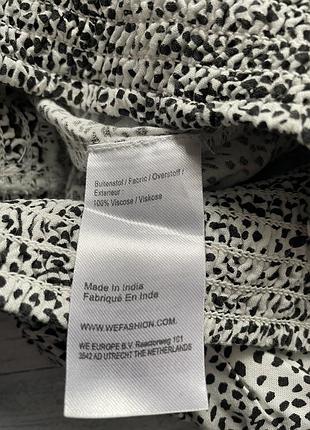 Buitenstof / Fabric / Overstoff /
Exterieur :
100% Viscose / Viskose
Made In India
Fabriqué En Inde
WWW.WEFASHION.COM
WE EUROPE B.V. Reactorweg 101
3542 AD UTRECHT THE NETHERLANDS